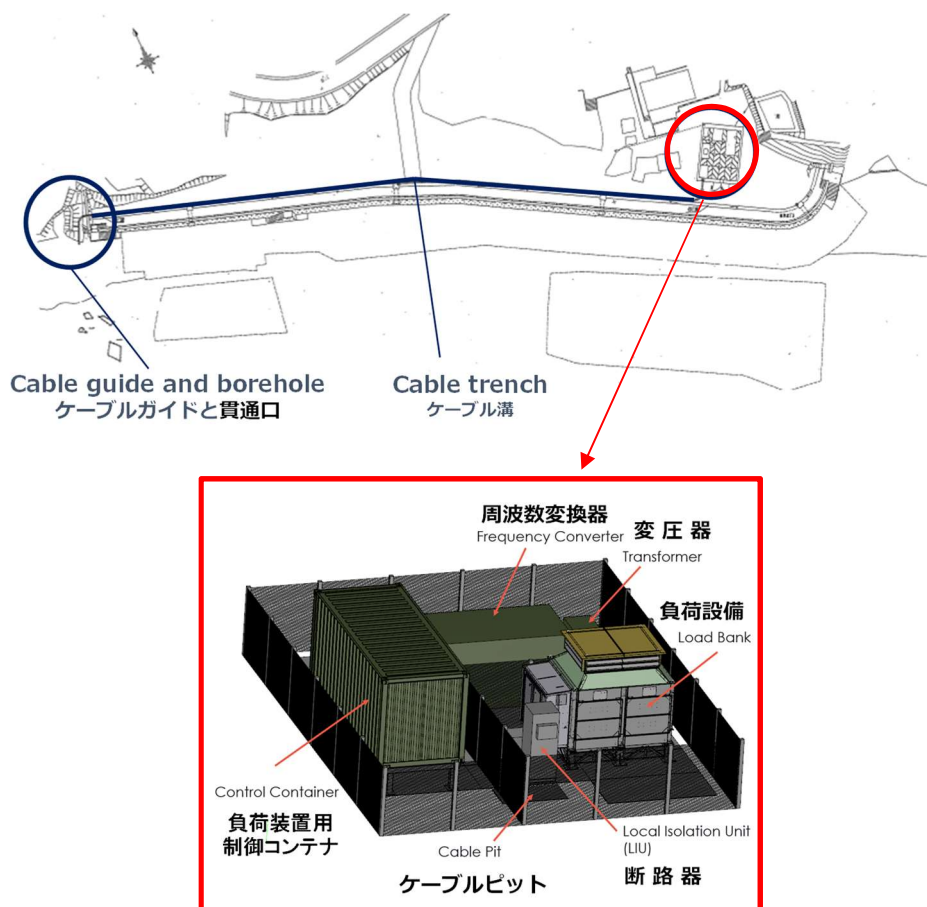 Cable guide and borehole
ケーブルガイドと貫通口
Cable trench
ケーブル溝
周波数変換器
Frequency Converter
変 圧 器
Transformer
負荷設備
Load Bank
Control Container
負荷装置用
制御コンテナ
Cable Pit
ケーブルピット
Local Isolation Unit
(LIU)
断 路 器